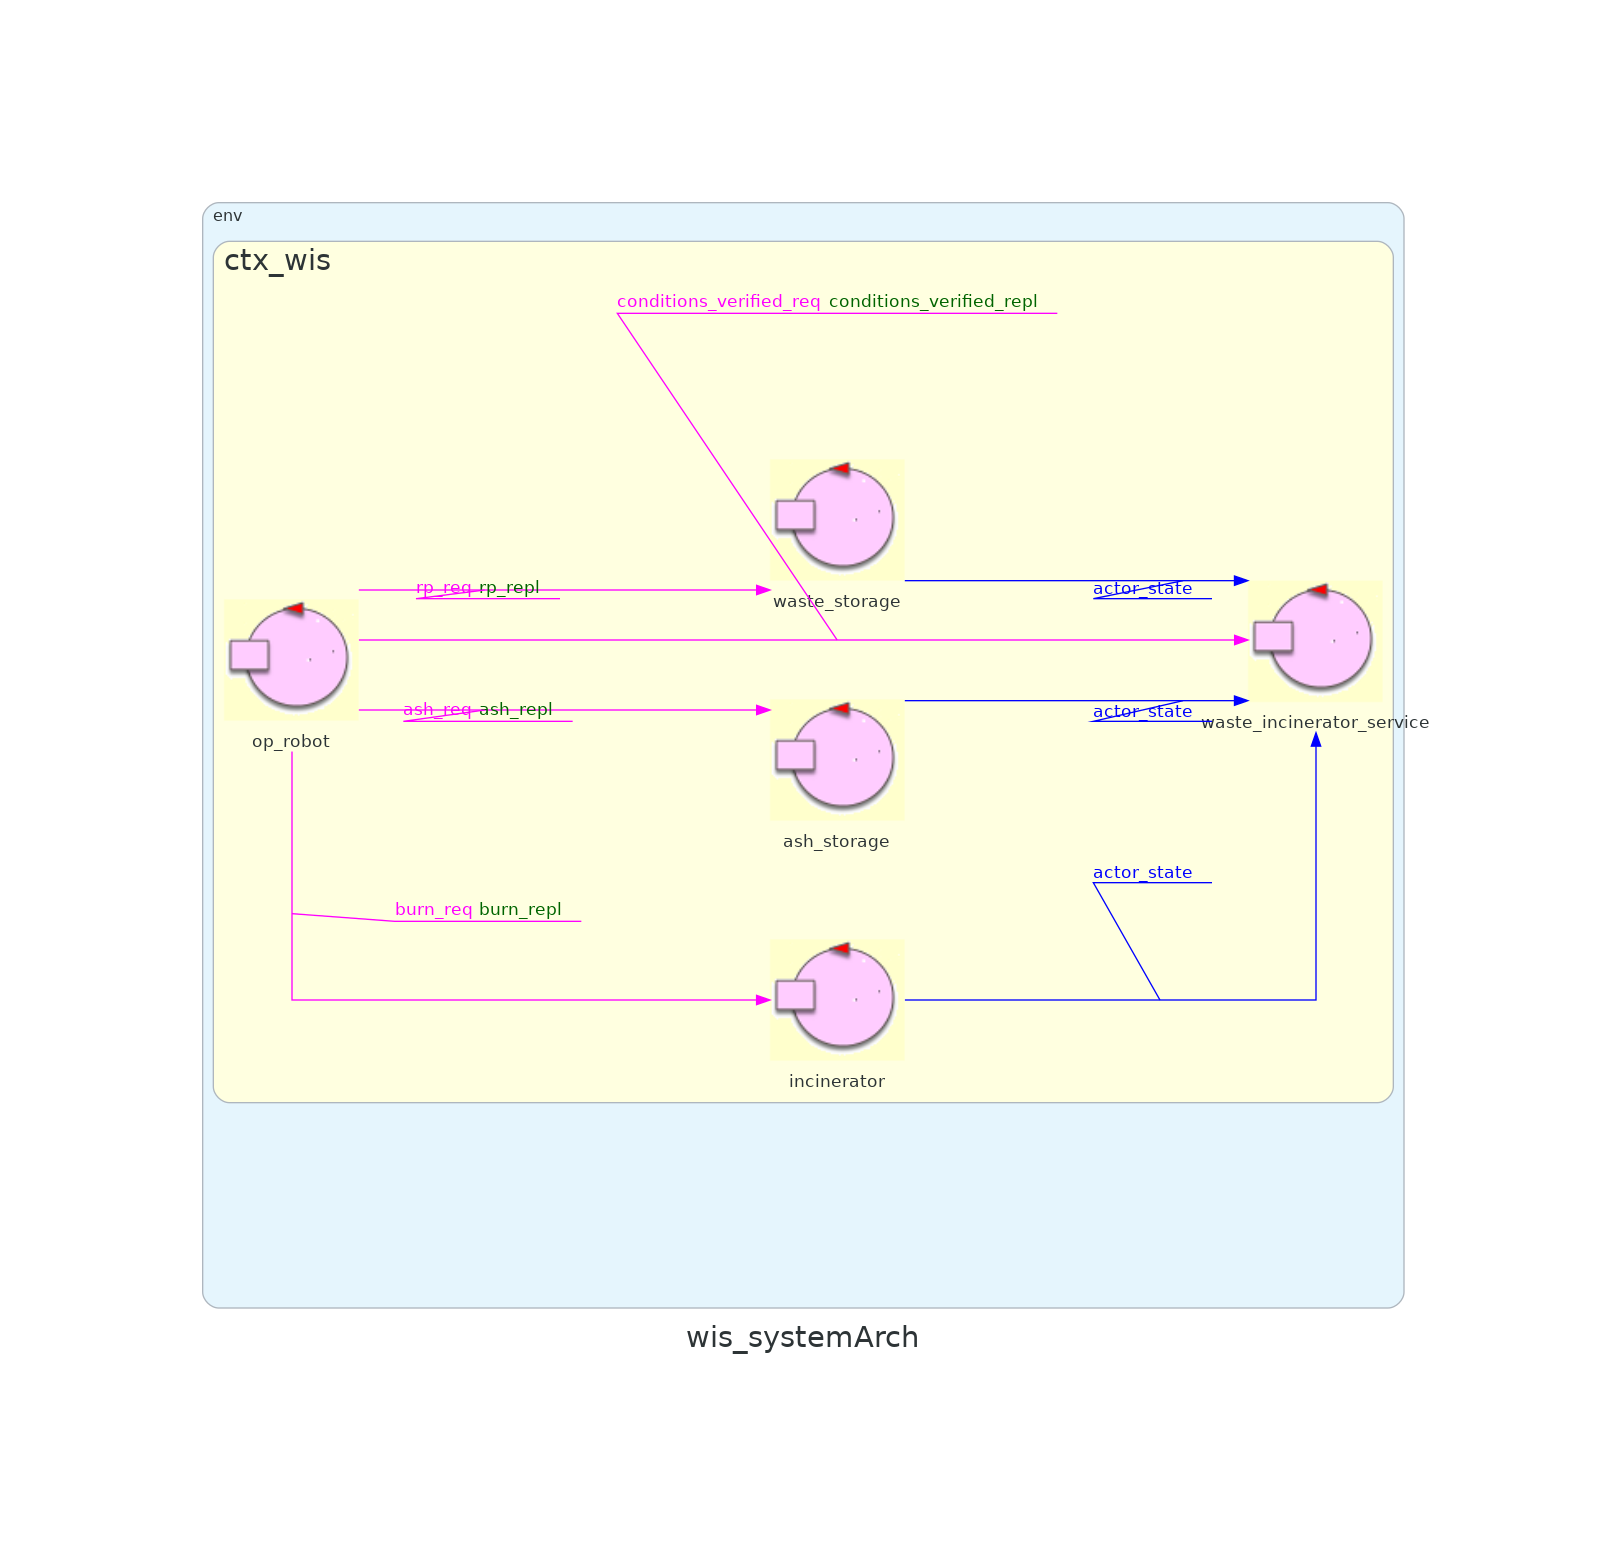 env
ctx_wis
conditions_verified_req conditions_verified_repl
rp_req rp_repl
actor_state
waste_storage
ash_req ash_repl
actor_state
waste_incinerator_service
op_robot
ash_storage
actor_state
burn_req burn_repl
incinerator
wis_systemArch